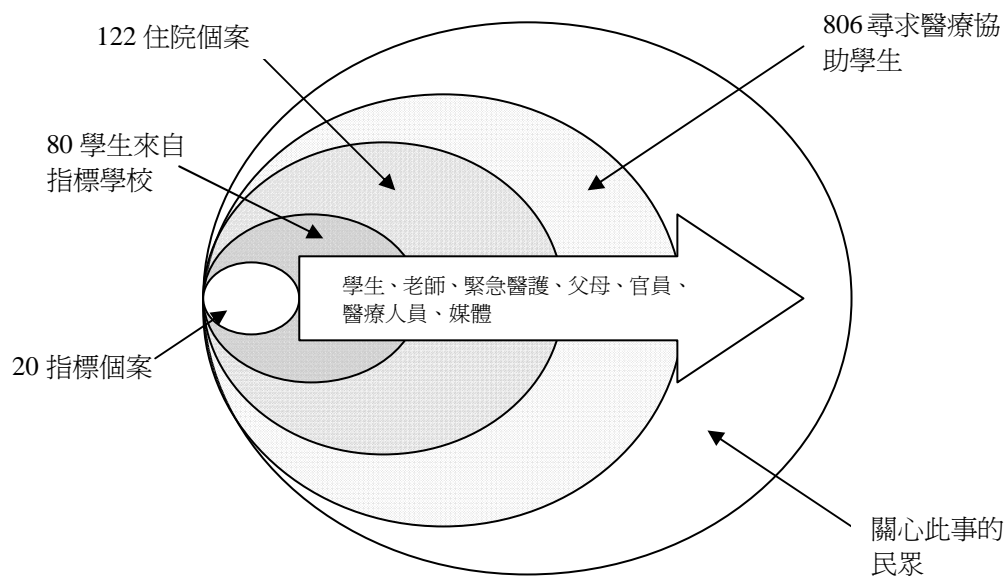 122 住院個案
806 尋求醫療協
助學生
80 學生來自
指標學校
學生、老師、緊急醫護、父母、官員、
醫療人員、媒體
20 指標個案
關心此事的
民眾